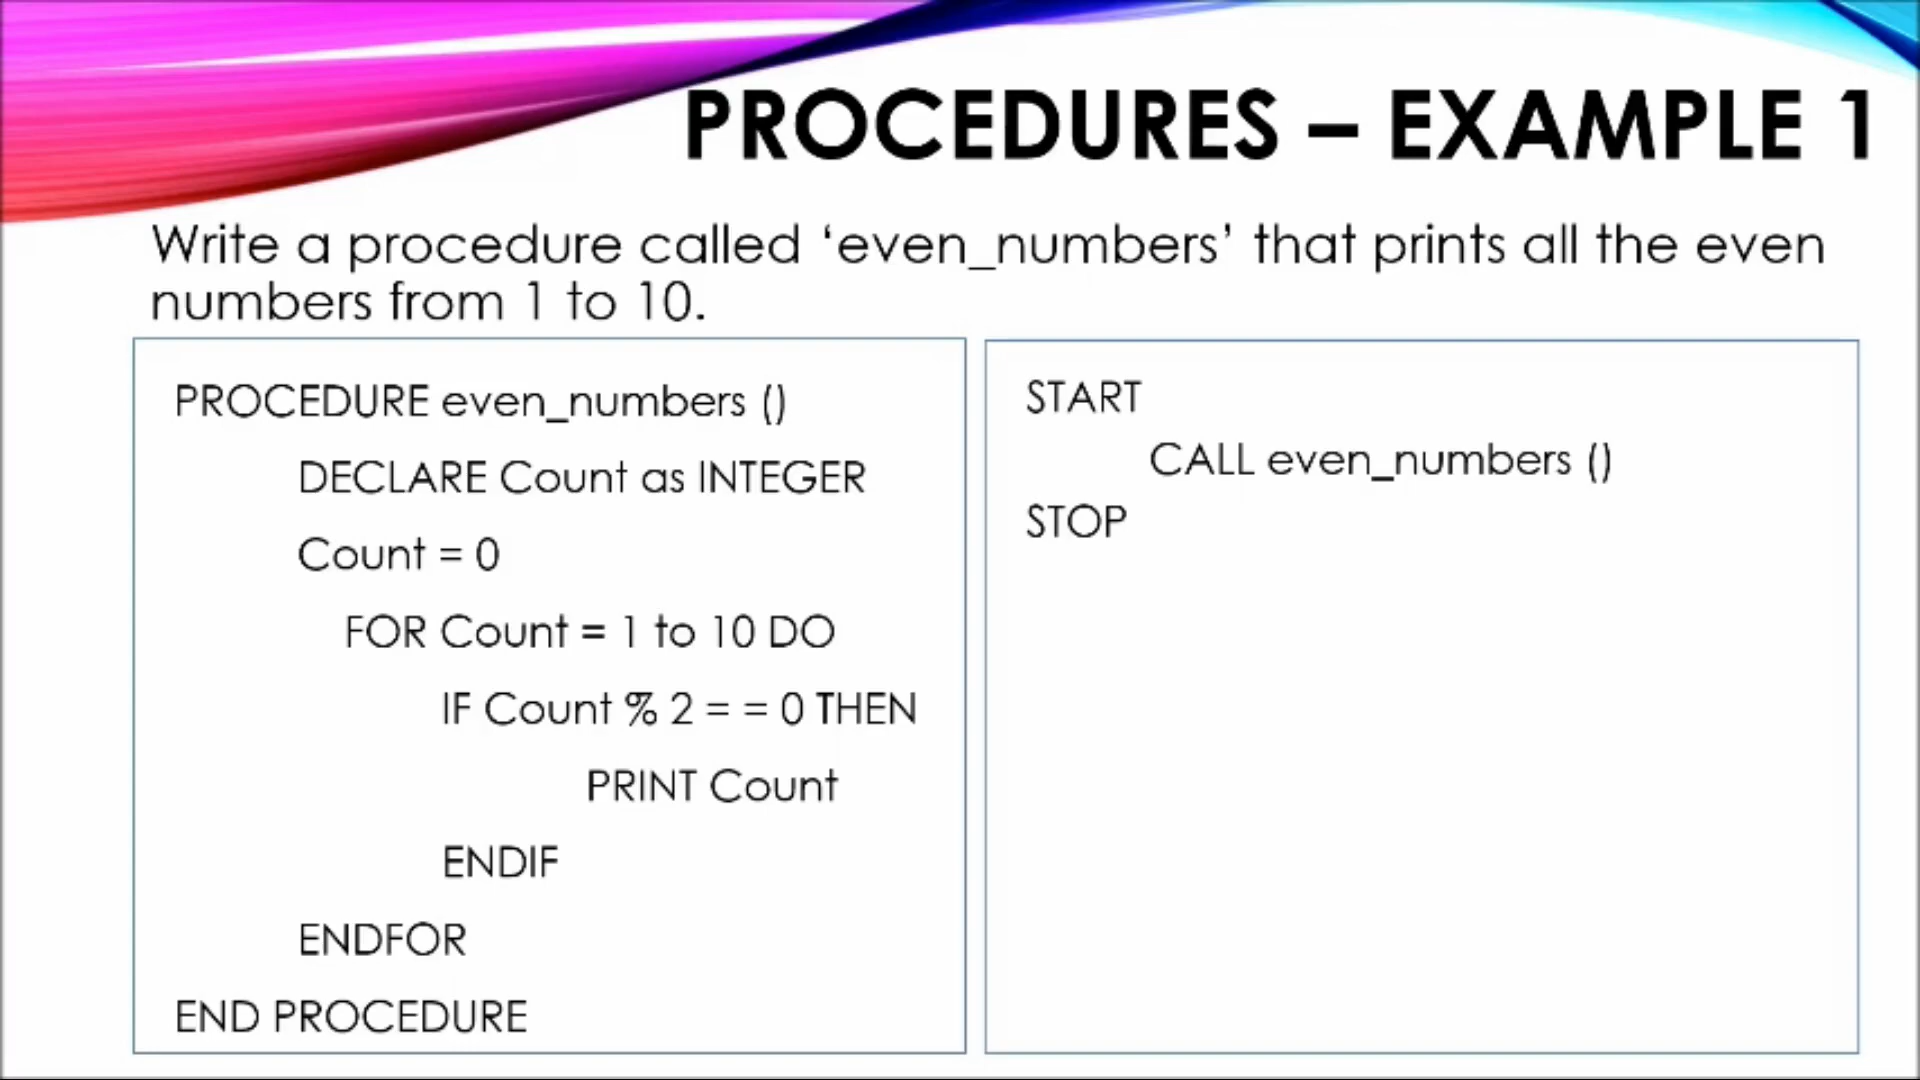 PROCEDURES – EXAMPLE 1
Write a procedure called ‘even_numbers’ that prints all the even
numbers from 1 to 10.
PROCEDURE even_numbers ()
DECLARE Count as INTEGER
Count = 0
FOR Count = 1 to 10 DO
IF Count % 2 = = 0 THEN
PRINT Count
ENDIF
ENDFOR
END PROCEDURE
START
CALL even_numbers ()
STOP